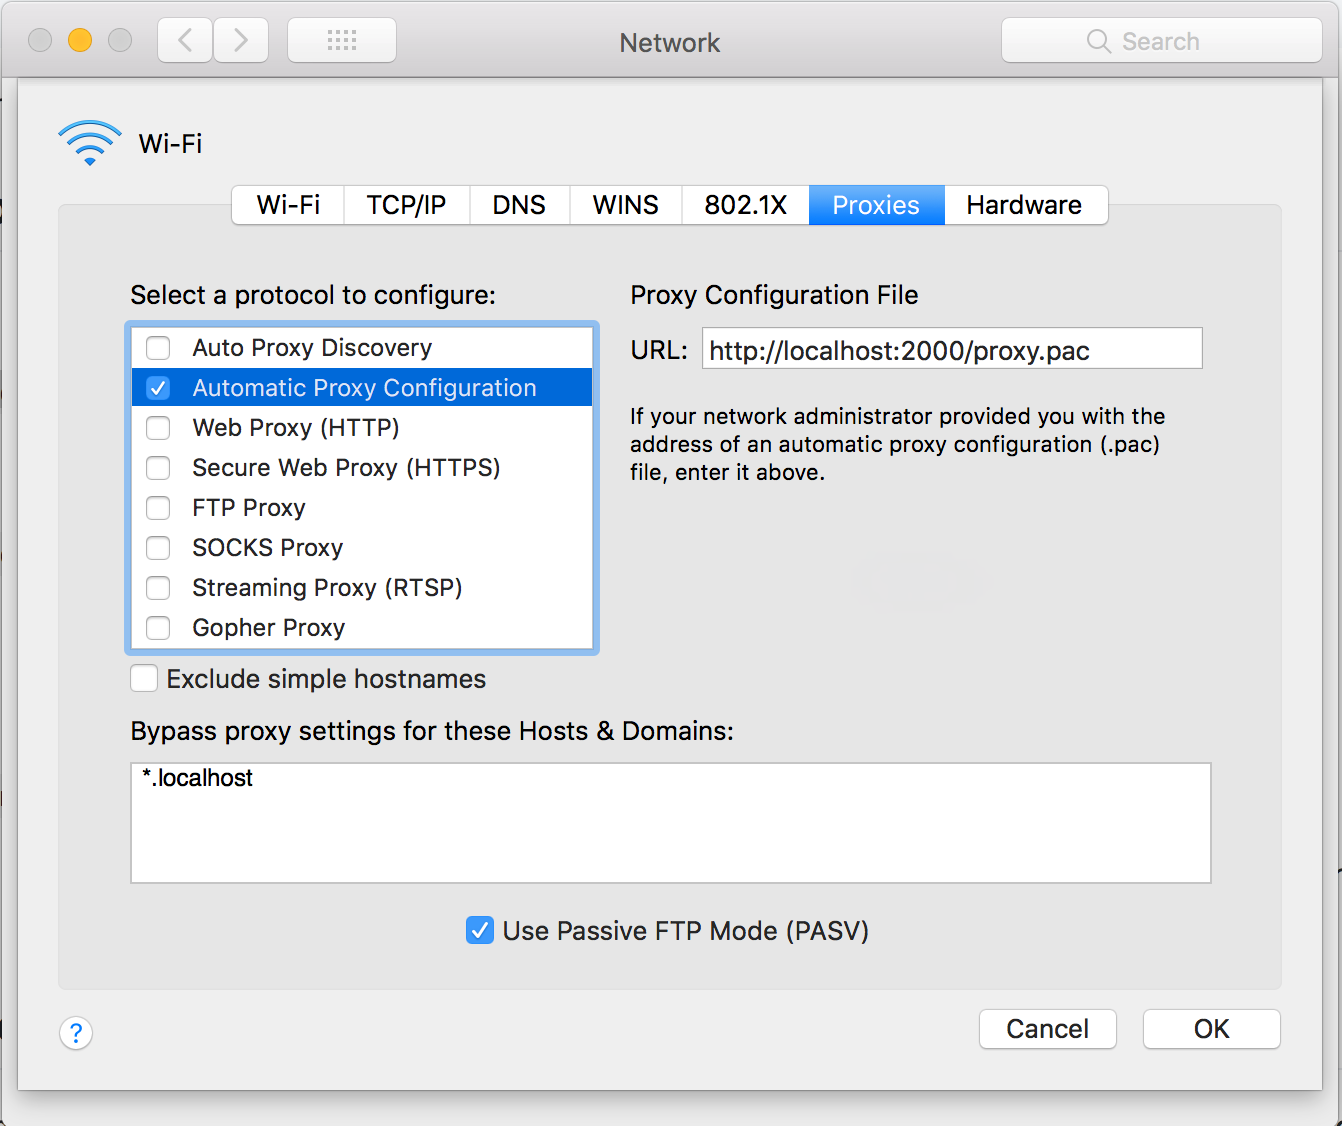 Network
Search
Wi-Fi
Wi-Fi TCP/IP DNS WINS 802.1X Proxies Hardware
Select a protocol to configure:
Auto Proxy Discovery
Automatic Proxy Configuration
Web Proxy (HTTP)
Secure Web Proxy (HTTPS)
FTP Proxy
SOCKS Proxy
Streaming Proxy (RTSP)
Gopher Proxy
Exclude simple hostnames
Proxy Configuration File
URL: http://localhost:2000/proxy.pac
If your network administrator provided you with the
address of an automatic proxy configuration (.pac)
file, enter it above.
Bypass proxy settings for these Hosts & Domains:
*.localhost
Use Passive FTP Mode (PASV)
?
Cancel OK